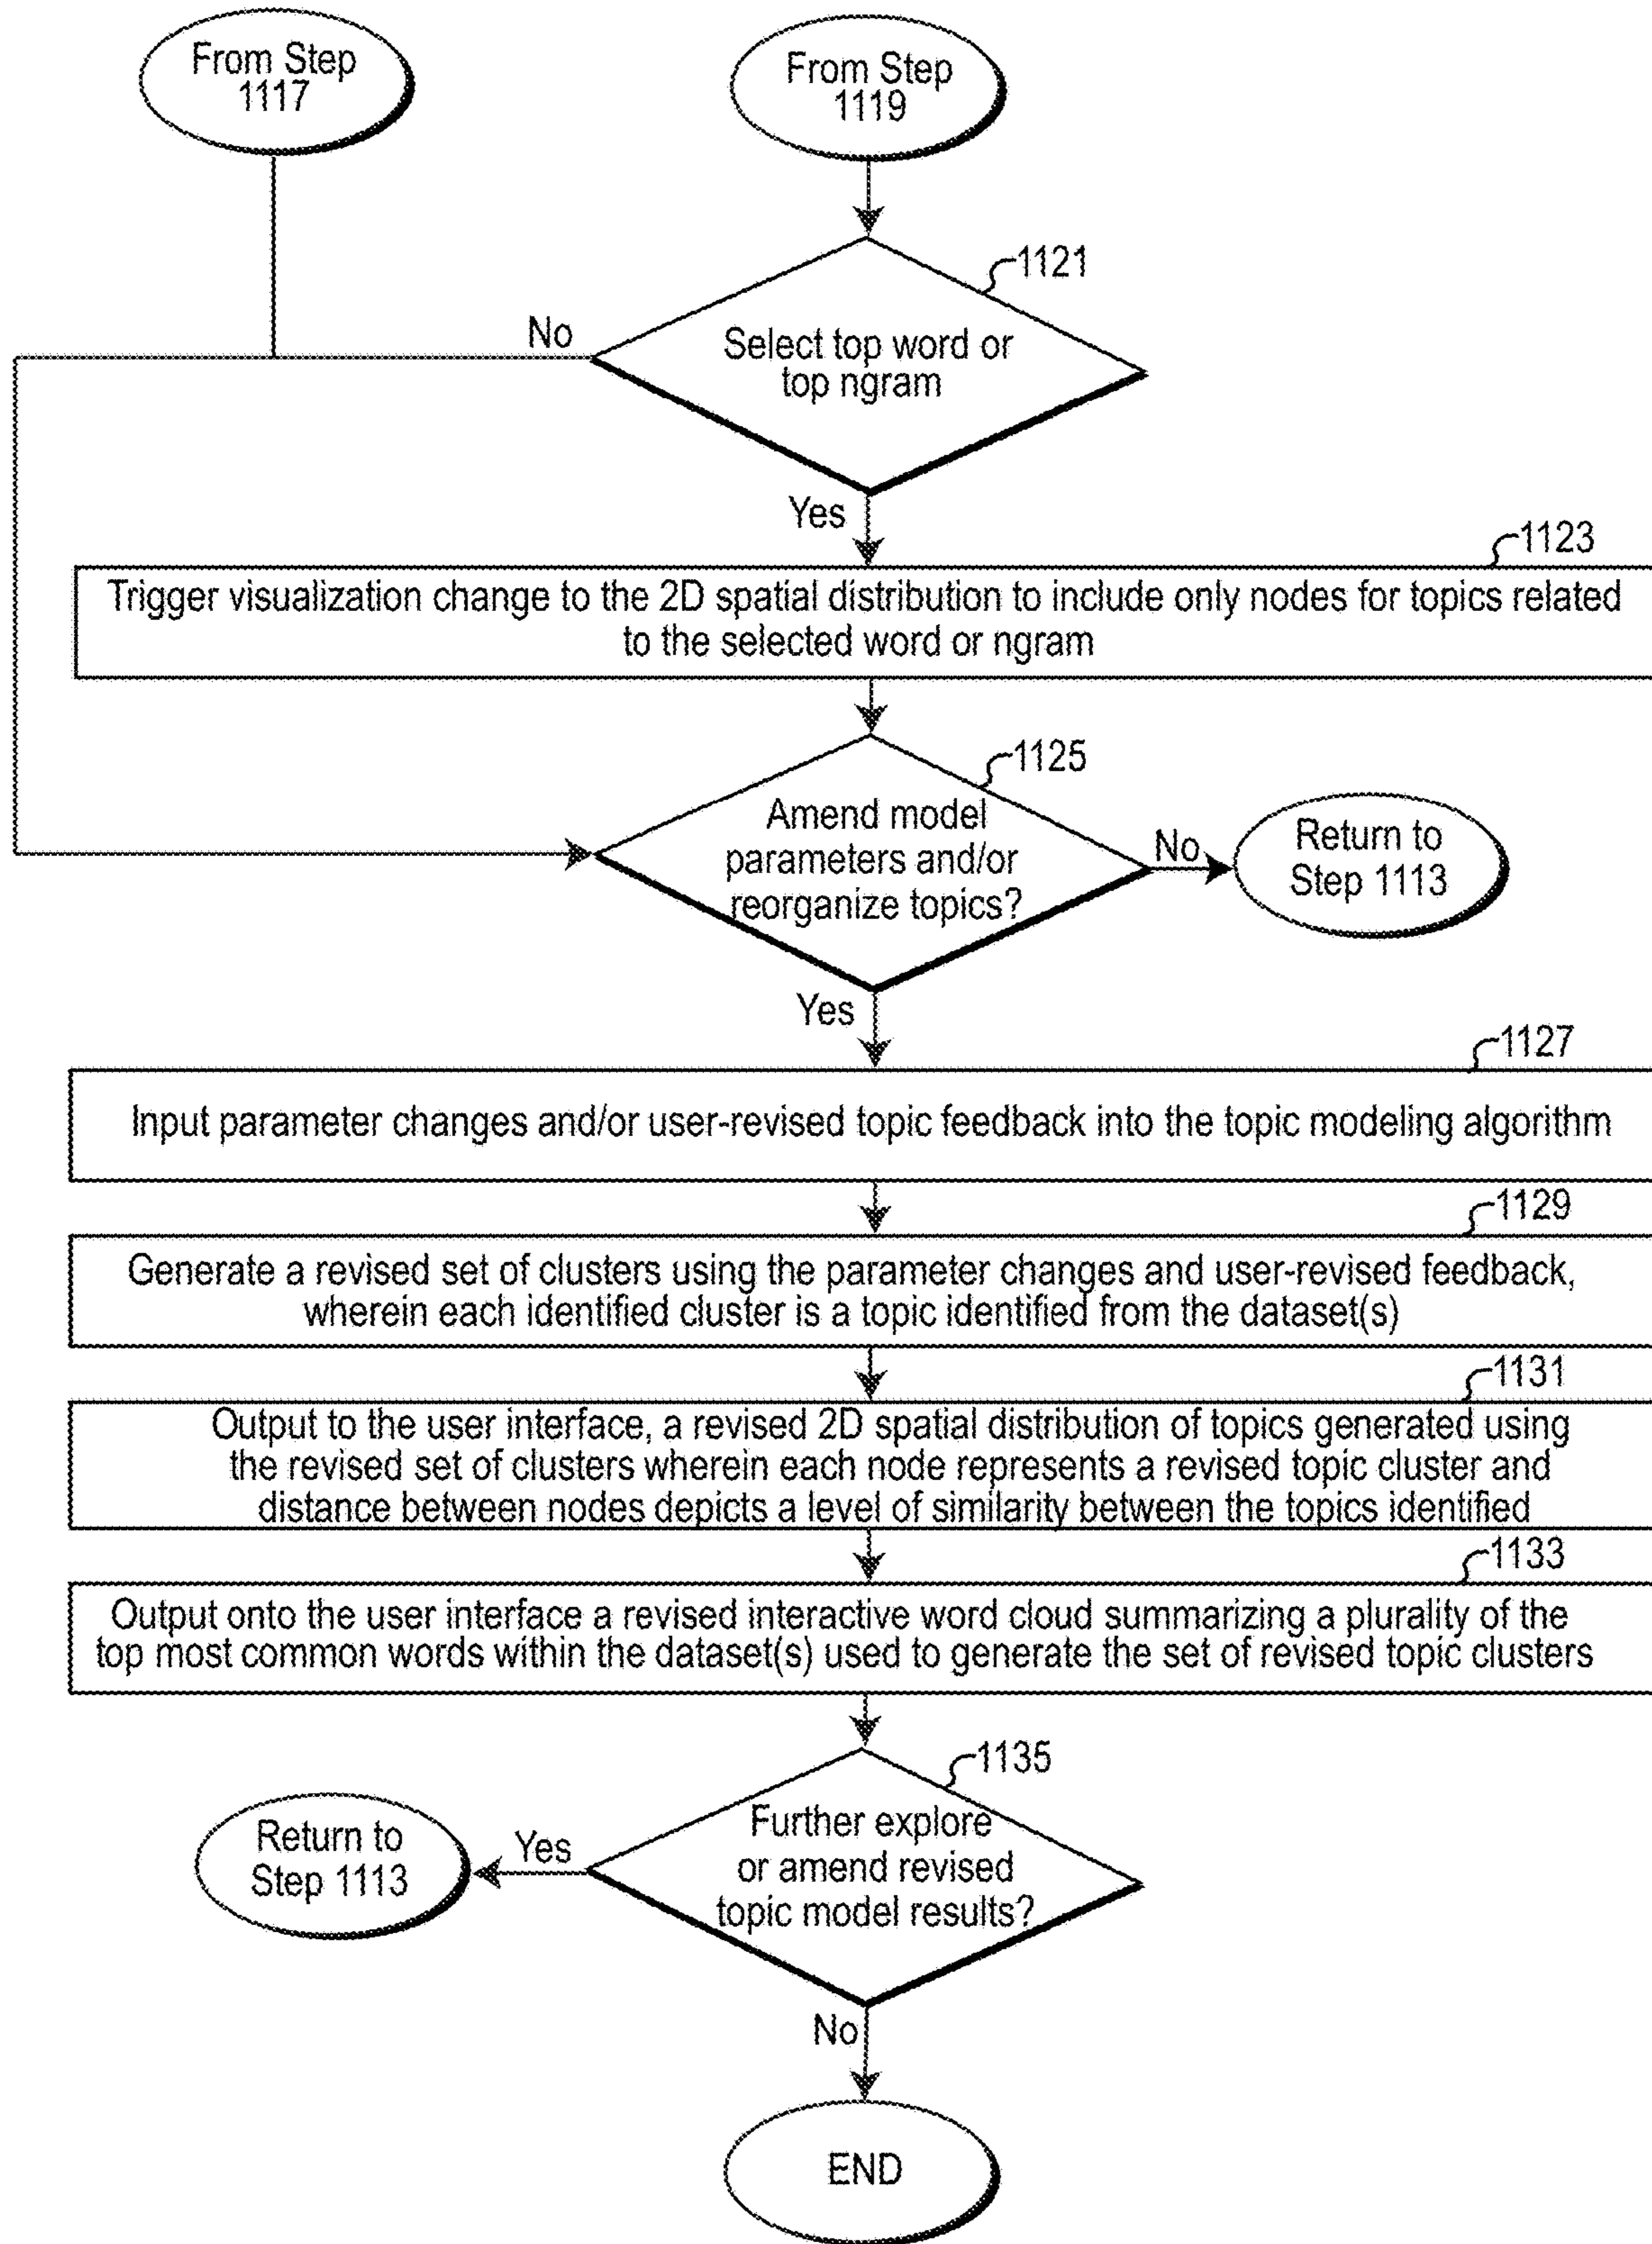 From Step
1117
From Step
1119
1121
No
Select top word or
top ngram
Yes
1123
Trigger visualization change to the 2D spatial distribution to include only nodes for topics related
to the selected word or ngram
1125
Amend model
parameters and/or
reorganize topics?
No
Return to
Step 1113
Yes
1127
Input parameter changes and/or user-revised topic feedback into the topic modeling algorithm
1129
Generate a revised set of clusters using the parameter changes and user-revised feedback,
wherein each identified cluster is a topic identified from the dataset(s)
1131
Output to the user interface, a revised 2D spatial distribution of topics generated using
the revised set of clusters wherein each node represents a revised topic cluster and
distance between nodes depicts a level of similarity between the topics identified
1133
Output onto the user interface a revised interactive word cloud summarizing a plurality of the
top most common words within the dataset(s) used to generate the set of revised topic clusters
1135
Further explore
or amend revised
topic model results?
Yes
Return to
Step 1113
No
END